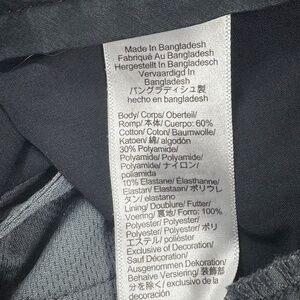 Made In Bangladesh
Fabriqué Au Bangladesh
Hergestellt In Bangladesch
Vervaardigd In
Bangladesh
バングラディシュ製
hecho en bangladesh
Body/ Corps/ Oberteil/
Romp/ 本体/ Cuerpo: 60%
Cotton/ Coton/ Baumwolle/
Katoen/ 綿/ algodón
30% Polyamide/
Polyamide/ Polyamid/
Polyamide/ ナイロン/
poliamida
10% Elastane/ Élasthanne/
Elastan/ Elastaan/ ポリウレ
タン/ elastano
Lining/ Doublure/ Futter/
Voering/ 裏地/ Forro: 100%
Polyester/ Polyester/
Polyester/ Polyester/ ポリ
エステル/ poliéster
Exclusive of Decoration/
Sauf Décoration/
Ausgenommen Dekoration/
Behalve Versiering/ 装飾部
分を除く/ exclusiva de la
decoración